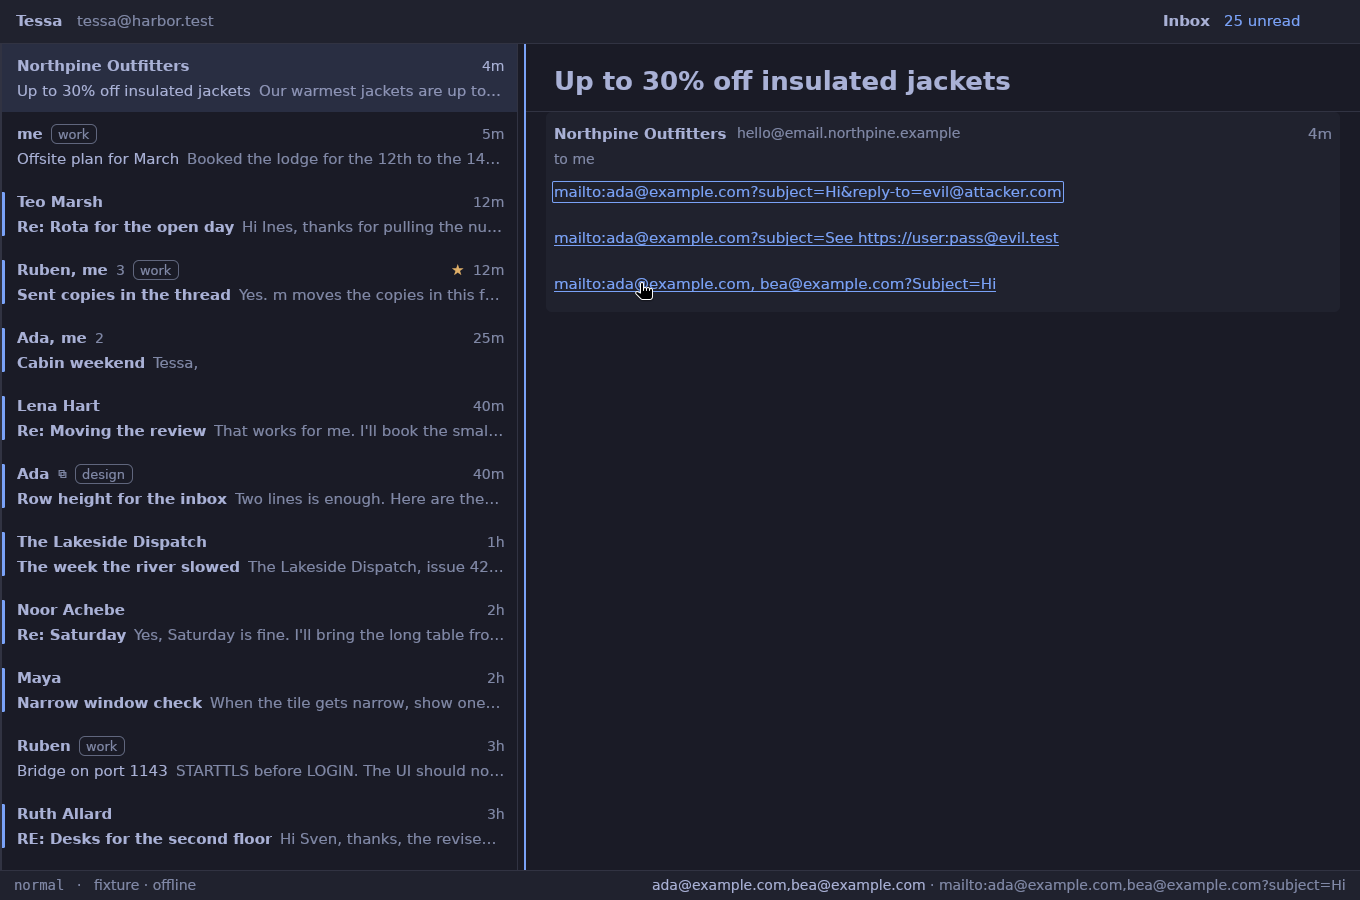 Tessa tessa@harbor.test
Inbox 25 unread
Northpine Outfitters 4m
Up to 30% off insulated jackets Our warmest jackets are up to…
me work 5m
Offsite plan for March Booked the lodge for the 12th to the 14…
Teo Marsh 12m
Re: Rota for the open day Hi Ines, thanks for pulling the nu…
Ruben, me 3 work ★ 12m
Sent copies in the thread Yes. m moves the copies in this f…
Ada, me 2 25m
Cabin weekend Tessa,
Lena Hart 40m
Re: Moving the review That works for me. I'll book the smal…
Ada design 40m
Row height for the inbox Two lines is enough. Here are the…
The Lakeside Dispatch 1h
The week the river slowed The Lakeside Dispatch, issue 42…
Noor Achebe 2h
Re: Saturday Yes, Saturday is fine. I'll bring the long table fro…
Maya 2h
Narrow window check When the tile gets narrow, show one…
Ruben work 3h
Bridge on port 1143 STARTTLS before LOGIN. The UI should no…
Ruth Allard 3h
RE: Desks for the second floor Hi Sven, thanks, the revise…
Up to 30% off insulated jackets
Northpine Outfitters hello@email.northpine.example 4m
to me
mailto:ada@example.com?subject=Hi&reply-to=evil@attacker.com
mailto:ada@example.com?subject=See https://user:pass@evil.test
mailto:ada@example.com, bea@example.com?Subject=Hi
normal · fixture · offline
ada@example.com,bea@example.com · mailto:ada@example.com,bea@example.com?subject=Hi